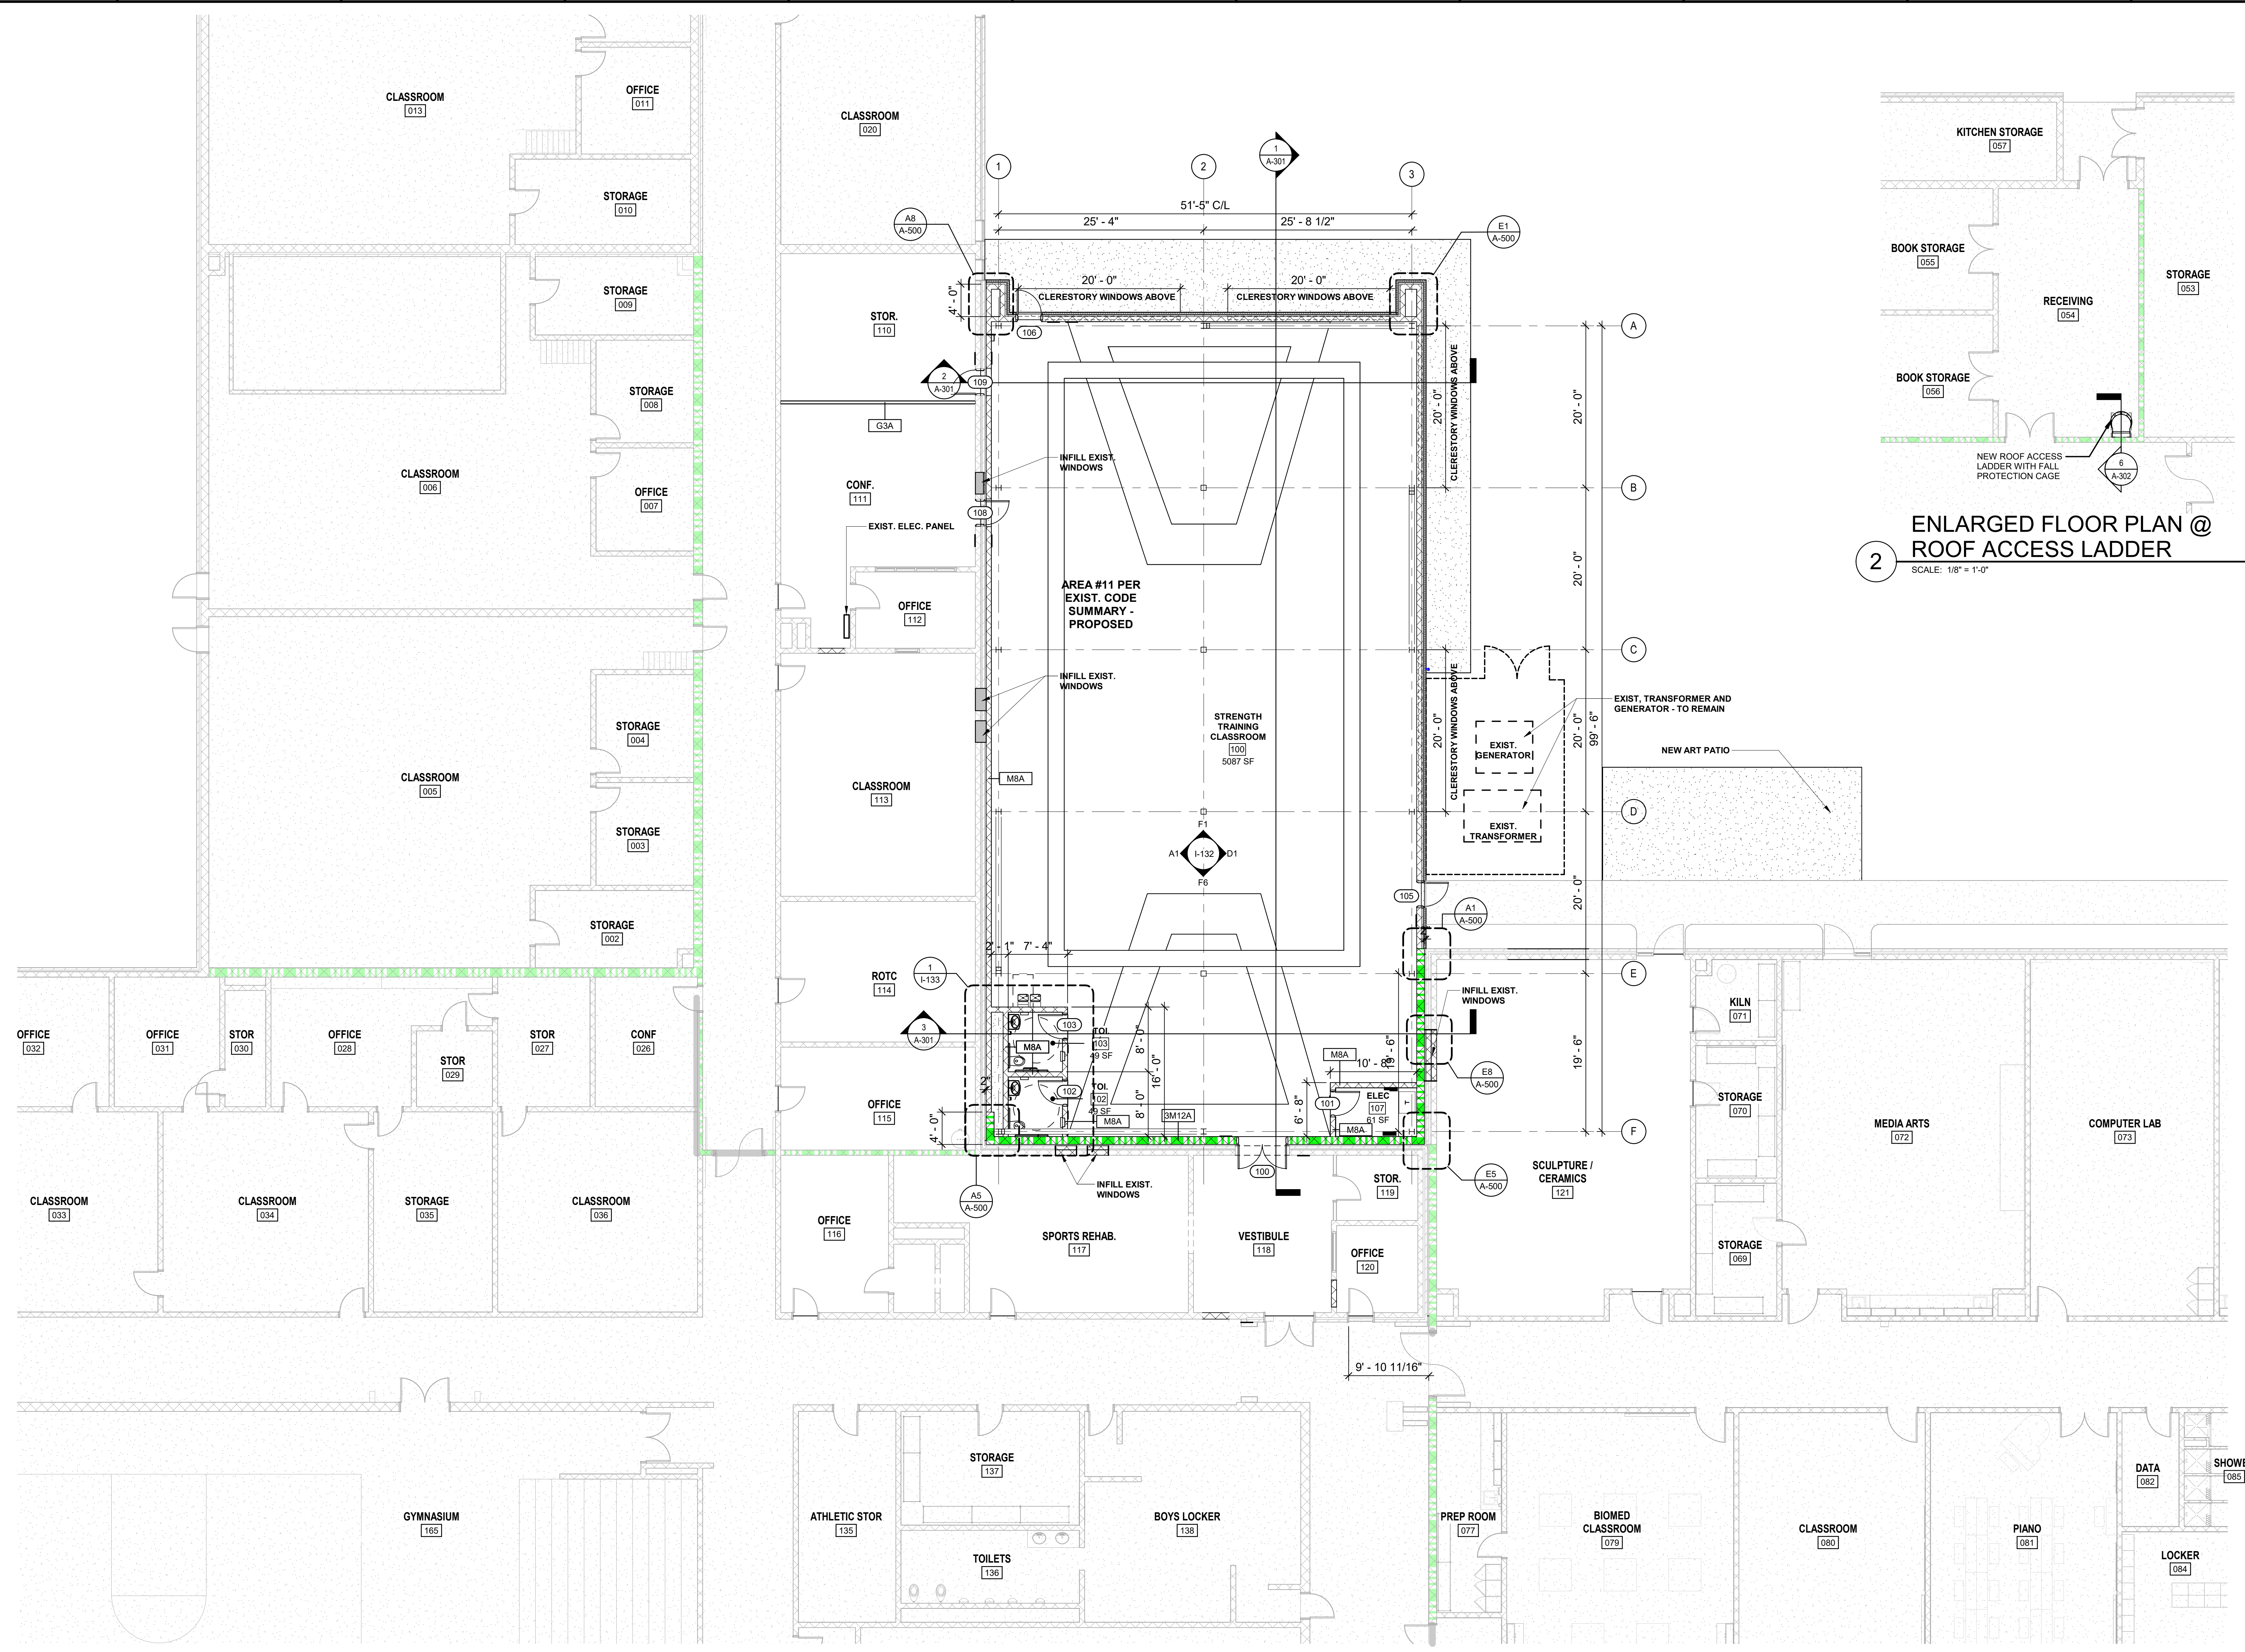 CLASSROOM
013
OFFICE
011
STORAGE
010
STORAGE
009
STORAGE
008
CLASSROOM
006
OFFICE
007
CLASSROOM
005
STORAGE
004
STORAGE
003
STORAGE
002
CLASSROOM
020
1
A-301
1
2
3
51'-5" C/L
25' - 4"
25' - 8 1/2"
A8
A-500
E1
A-500
20' - 0"
20' - 0"
CLERESTORY WINDOWS ABOVE
CLERESTORY WINDOWS ABOVE
4' - 0"
STOR.
110
106
2
A-301
109
G3A
INFILL EXIST.
WINDOWS
CONF.
111
108
EXIST. ELEC. PANEL
AREA #11 PER
EXIST. CODE
SUMMARY -
PROPOSED
OFFICE
112
INFILL EXIST.
WINDOWS
STRENGTH
TRAINING
CLASSROOM
100
5087 SF
M8A
CLASSROOM
113
F1
A1
I-132
D1
F6
20' - 0"
CLERESTORY WINDOWS ABOVE
20' - 0"
CLERESTORY WINDOWS ABOVE
A
B
C
D
E
F
20' - 0"
20' - 0"
20' - 0"
20' - 0"
19' - 6"
99' - 6"
EXIST, TRANSFORMER AND
GENERATOR - TO REMAIN
EXIST.
GENERATOR
EXIST.
TRANSFORMER
NEW ART PATIO
105
A1
A-500
2"
2' - 1"
7' - 4"
ROTC
114
1
I-133
3
A-301
103
TOI.
103
49 SF
M8A
8' - 0"
16' - 0"
102
TOI.
102
49 SF
M8A
8' - 0"
2"
3M12A
4' - 0"
OFFICE
115
M8A
10' - 8"
19' - 6"
6' - 8"
101
ELEC
107
61 SF
T
M8A
INFILL EXIST.
WINDOWS
E8
A-500
E5
A-500
A5
A-500
INFILL EXIST.
WINDOWS
100
STOR.
119
OFFICE
116
SPORTS REHAB.
117
VESTIBULE
118
OFFICE
120
SCULPTURE /
CERAMICS
121
9' - 10 11/16"
KILN
071
STORAGE
070
STORAGE
069
MEDIA ARTS
072
COMPUTER LAB
073
OFFICE
032
OFFICE
031
STOR
030
OFFICE
028
STOR
029
STOR
027
CONF
026
CLASSROOM
033
CLASSROOM
034
STORAGE
035
CLASSROOM
036
GYMNASIUM
165
ATHLETIC STOR
135
STORAGE
137
TOILETS
136
BOYS LOCKER
138
PREP ROOM
077
BIOMED
CLASSROOM
079
CLASSROOM
080
PIANO
081
DATA
082
SHOWE
085
LOCKER
084
KITCHEN STORAGE
057
BOOK STORAGE
055
STORAGE
053
RECEIVING
054
BOOK STORAGE
056
NEW ROOF ACCESS
LADDER WITH FALL
PROTECTION CAGE
6
A-302
2
ENLARGED FLOOR PLAN @
ROOF ACCESS LADDER
SCALE: 1/8" = 1'-0"